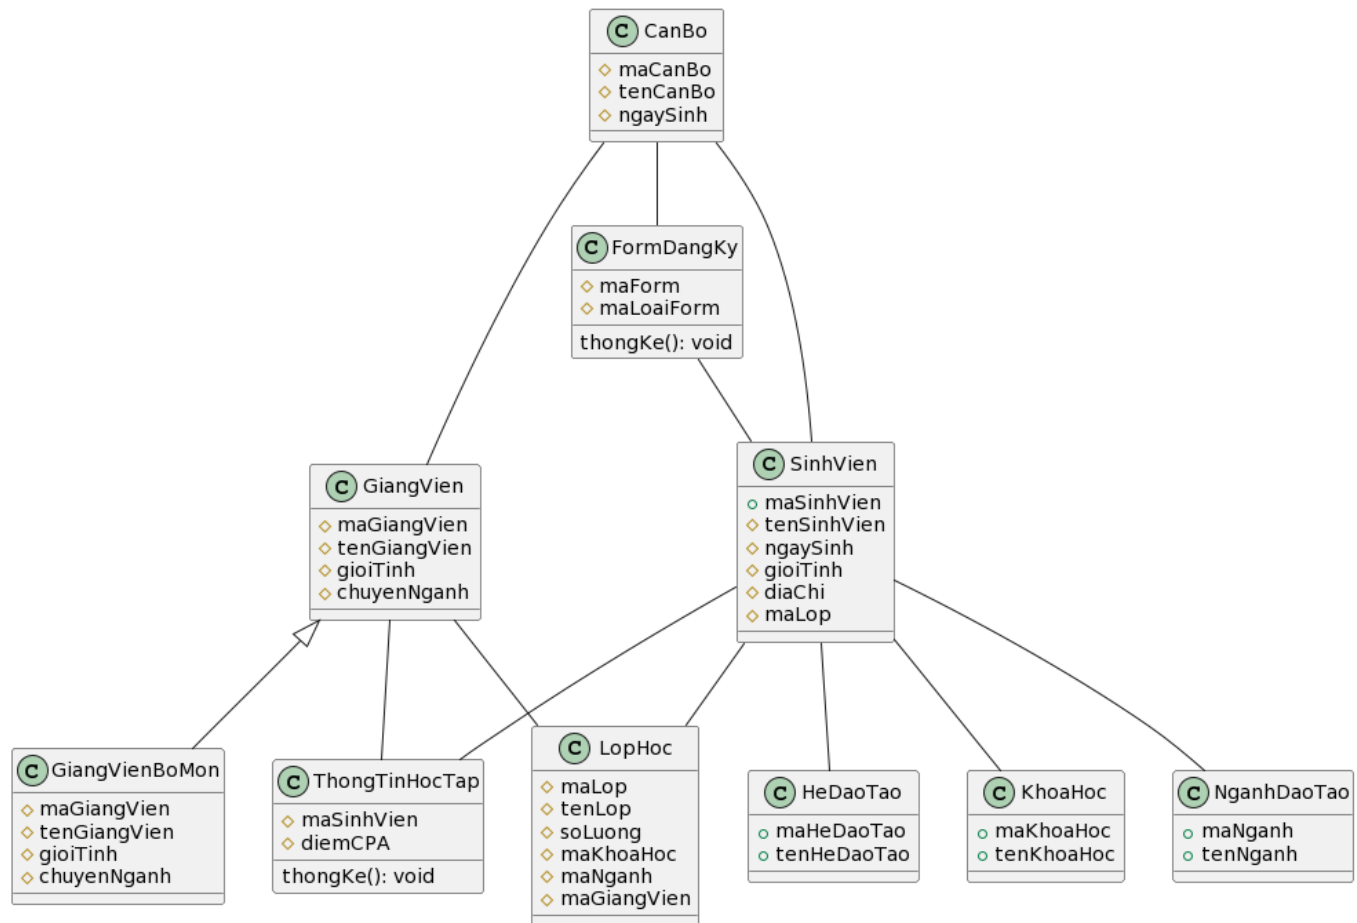 C CanBo
maCanBo
tenCanBo
ngaySinh
C FormDangKy
maForm
maLoaiForm
thongKe(): void
C GiangVien
maGiangVien
tenGiangVien
gioiTinh
chuyenNganh
C SinhVien
maSinhVien
tenSinhVien
ngaySinh
gioiTinh
diaChi
maLop
C GiangVienBoMon
maGiangVien
tenGiangVien
gioiTinh
chuyenNganh
C ThongTinHocTap
maSinhVien
diemCPA
thongKe(): void
C LopHoc
maLop
tenLop
soLuong
maKhoaHoc
maNganh
maGiangVien
C HeDaoTao
maHeDaoTao
tenHeDaoTao
C KhoaHoc
maKhoaHoc
tenKhoaHoc
C NganhDaoTao
maNganh
tenNganh